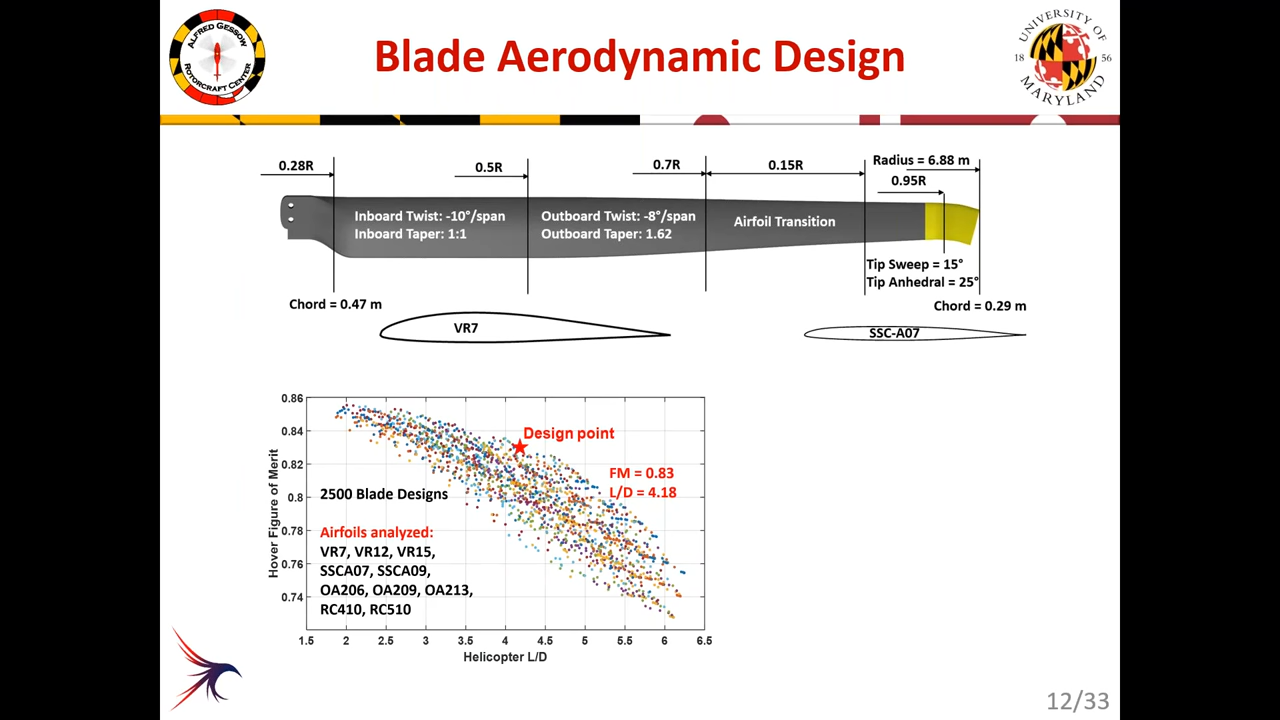 ALFRED GESSOW
ROTORCRAFT CENTER
Blade Aerodynamic Design
UNIVERSITY OF
18 56
MARYLAND
0.28R
0.5R
0.7R
0.15R
Radius = 6.88 m
0.95R
Inboard Twist: -10°/span
Inboard Taper: 1:1
Outboard Twist: -8°/span
Outboard Taper: 1.62
Airfoil Transition
Tip Sweep = 15°
Tip Anhedral = 25°
Chord = 0.47 m
Chord = 0.29 m
VR7
SSC-A07
Hover Figure of Merit
0.86
0.84
0.82
0.8
0.78
0.76
0.74
Design point
FM = 0.83
L/D = 4.18
2500 Blade Designs
Airfoils analyzed:
VR7, VR12, VR15,
SSCA07, SSCA09,
OA206, OA209, OA213,
RC410, RC510
1.5 2 2.5 3 3.5 4 4.5 5 5.5 6 6.5
Helicopter L/D
12/33